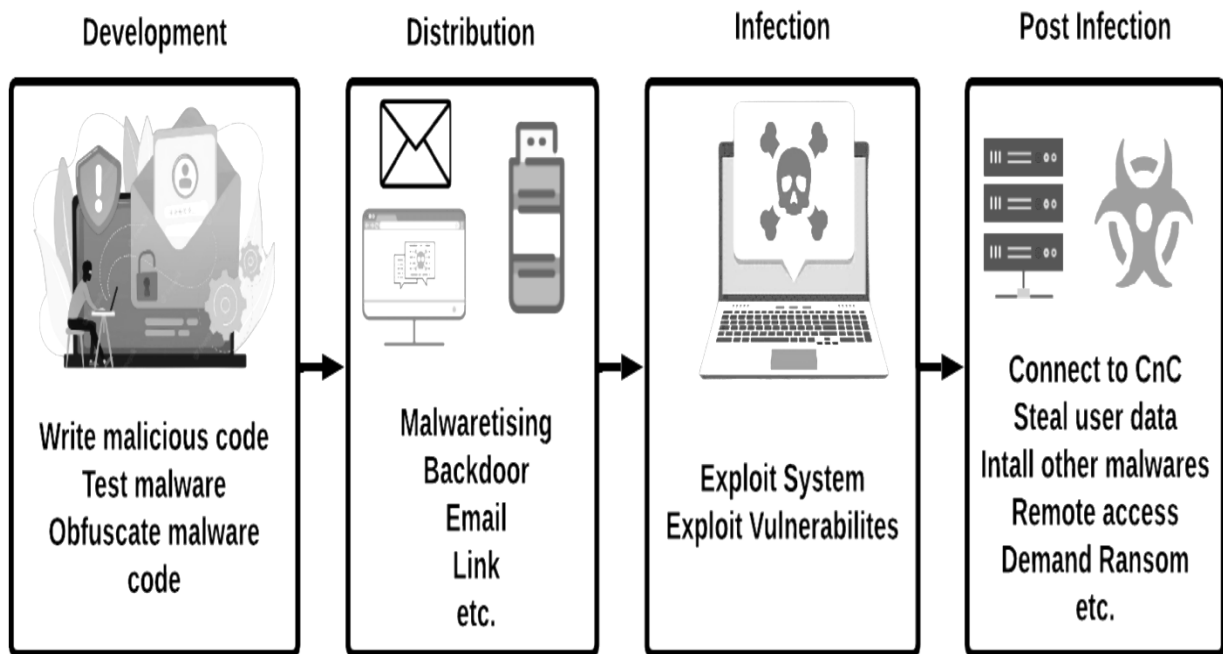 Development
Write malicious code
Test malware
Obfuscate malware
code
Distribution
Malwaretising
Backdoor
Email
Link
etc.
Infection
Exploit System
Exploit Vulnerabilites
Post Infection
Connect to CnC
Steal user data
Intall other malwares
Remote access
Demand Ransom
etc.